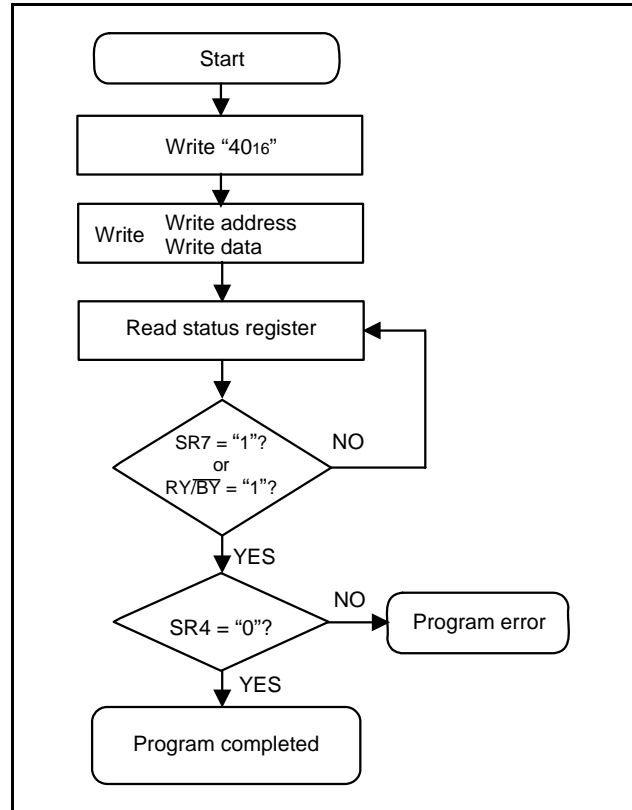 Start
Write “40₁₆”
Write Write address
Write data
Read status register
SR7 = “1”?
or
RY/B̅Y̅ = “1”?
NO
YES
SR4 = “0”?
NO
Program error
YES
Program completed